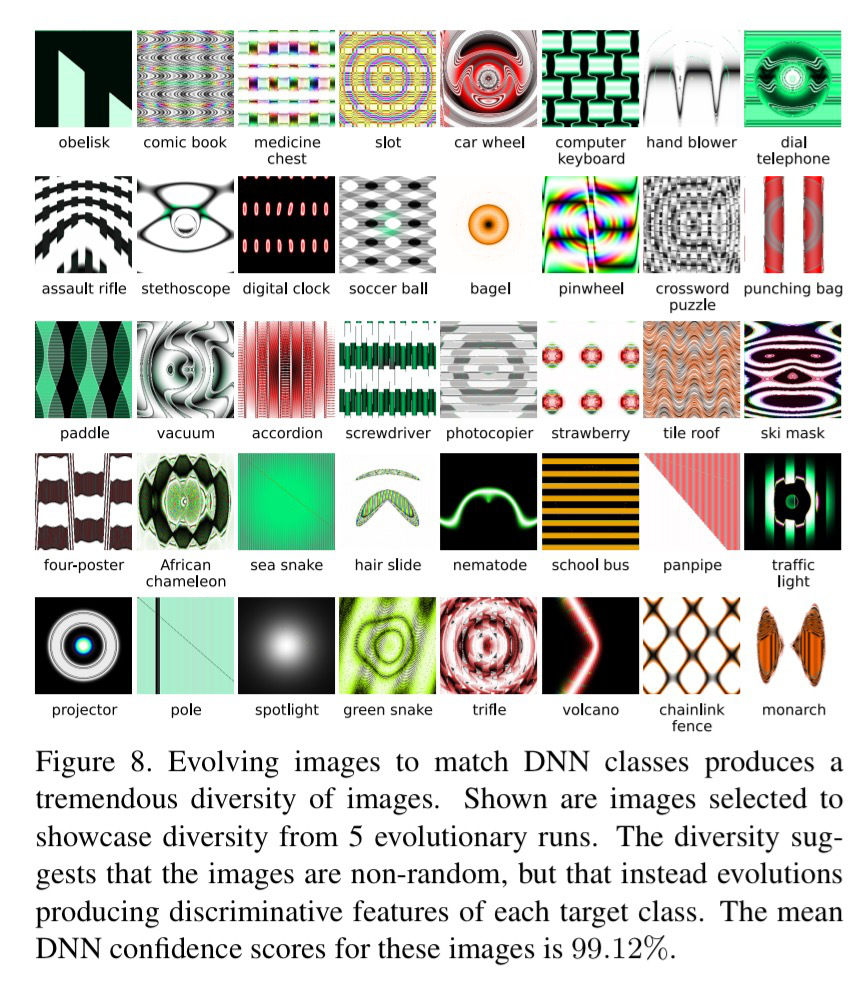 obelisk comic book medicine chest slot car wheel computer keyboard hand blower dial telephone
assault rifle stethoscope digital clock soccer ball bagel pinwheel crossword puzzle punching bag
paddle vacuum accordion screwdriver photocopier strawberry tile roof ski mask
four-poster African chameleon sea snake hair slide nematode school bus panpipe traffic light
projector pole spotlight green snake trifle volcano chainlink fence monarch
Figure 8. Evolving images to match DNN classes produces a
tremendous diversity of images. Shown are images selected to
showcase diversity from 5 evolutionary runs. The diversity sug-
gests that the images are non-random, but that instead evolutions
producing discriminative features of each target class. The mean
DNN confidence scores for these images is 99.12%.